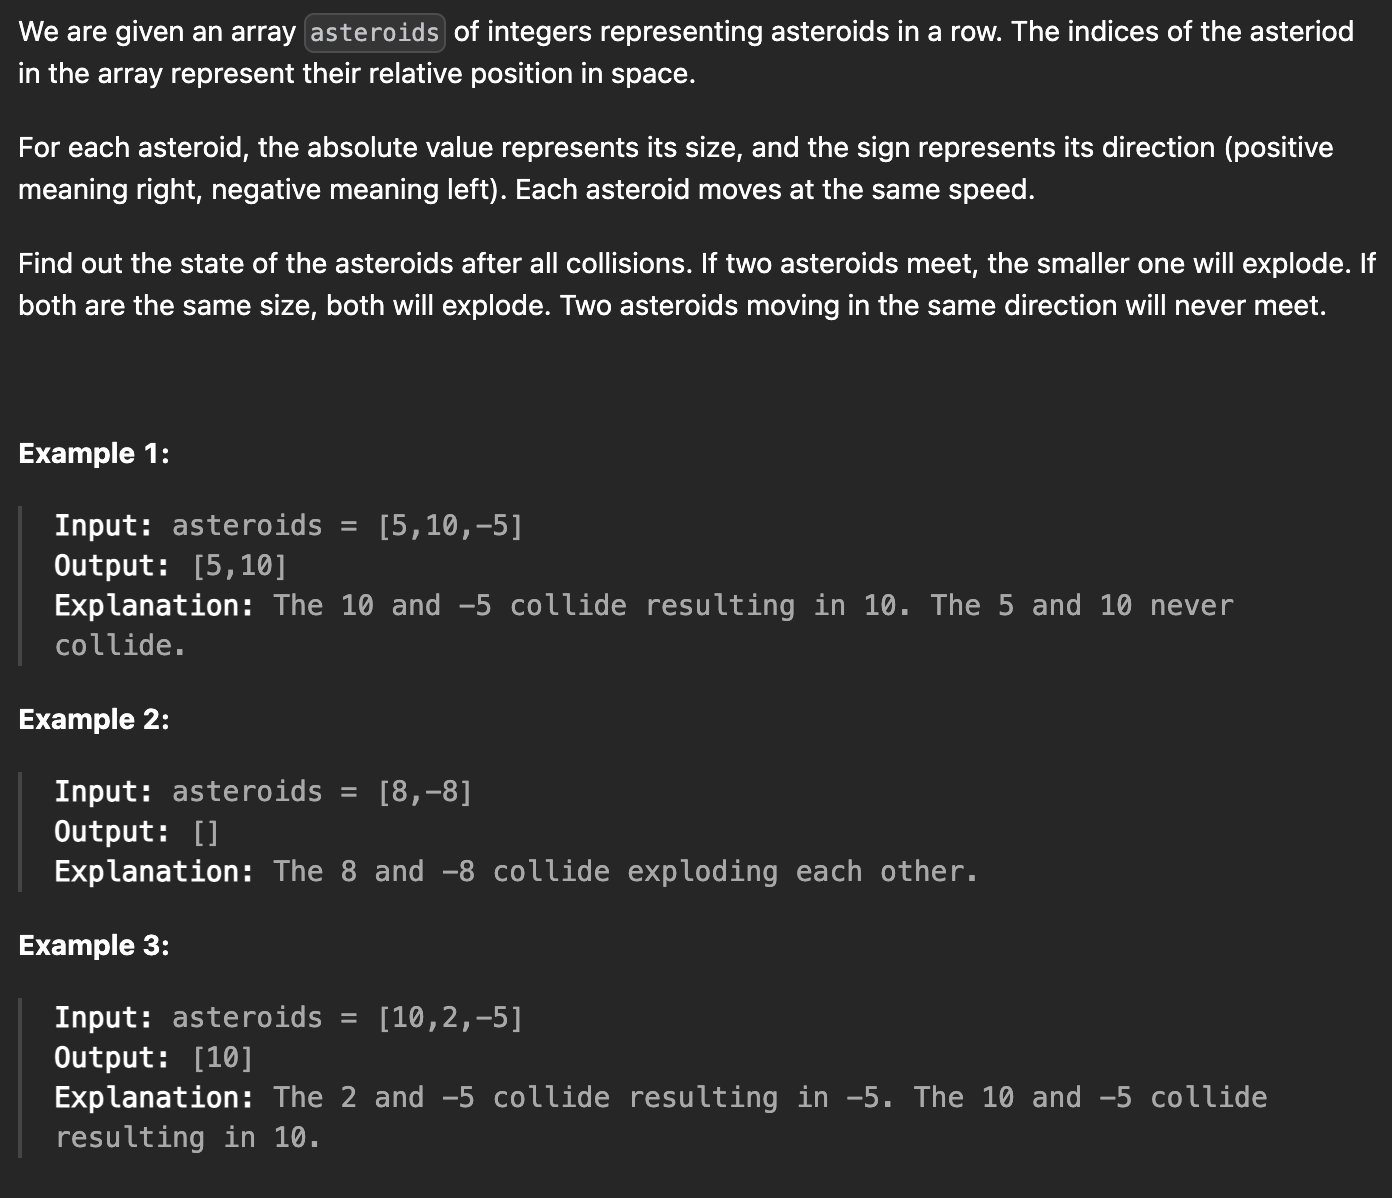 We are given an array asteroids of integers representing asteroids in a row. The indices of the asteriod
in the array represent their relative position in space.
For each asteroid, the absolute value represents its size, and the sign represents its direction (positive
meaning right, negative meaning left). Each asteroid moves at the same speed.
Find out the state of the asteroids after all collisions. If two asteroids meet, the smaller one will explode. If
both are the same size, both will explode. Two asteroids moving in the same direction will never meet.
Example 1:
Input: asteroids = [5,10,-5]
Output: [5,10]
Explanation: The 10 and -5 collide resulting in 10. The 5 and 10 never
collide.
Example 2:
Input: asteroids = [8,-8]
Output: []
Explanation: The 8 and -8 collide exploding each other.
Example 3:
Input: asteroids = [10,2,-5]
Output: [10]
Explanation: The 2 and -5 collide resulting in -5. The 10 and -5 collide
resulting in 10.